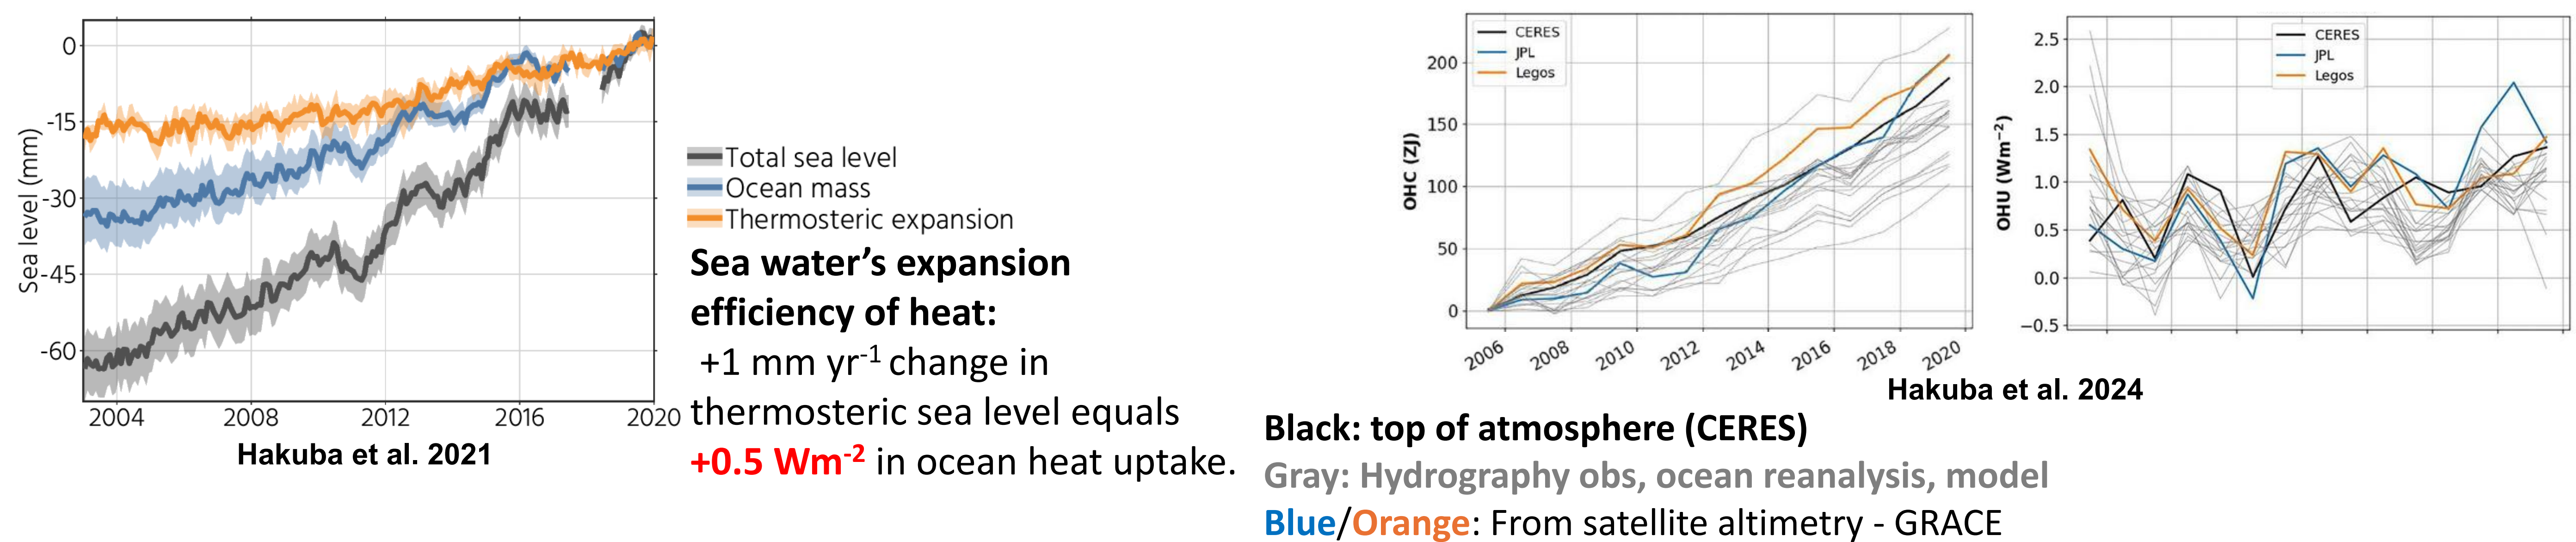 Sea level (mm)
0
-15
-30
-45
-60
2004
2008
2012
2016
2020
Hakuba et al. 2021
Total sea level
Ocean mass
Thermosteric expansion
Sea water’s expansion
efficiency of heat:
+1 mm yr-1 change in
thermosteric sea level equals
+0.5 Wm-2 in ocean heat uptake.
CERES
JPL
Legos
OHC (ZJ)
200
150
100
50
0
2006
2008
2010
2012
2014
2016
2018
2020
CERES
JPL
Legos
OHU (Wm−2)
2.5
2.0
1.5
1.0
0.5
0.0
−0.5
Hakuba et al. 2024
Black: top of atmosphere (CERES)
Gray: Hydrography obs, ocean reanalysis, model
Blue/Orange: From satellite altimetry - GRACE